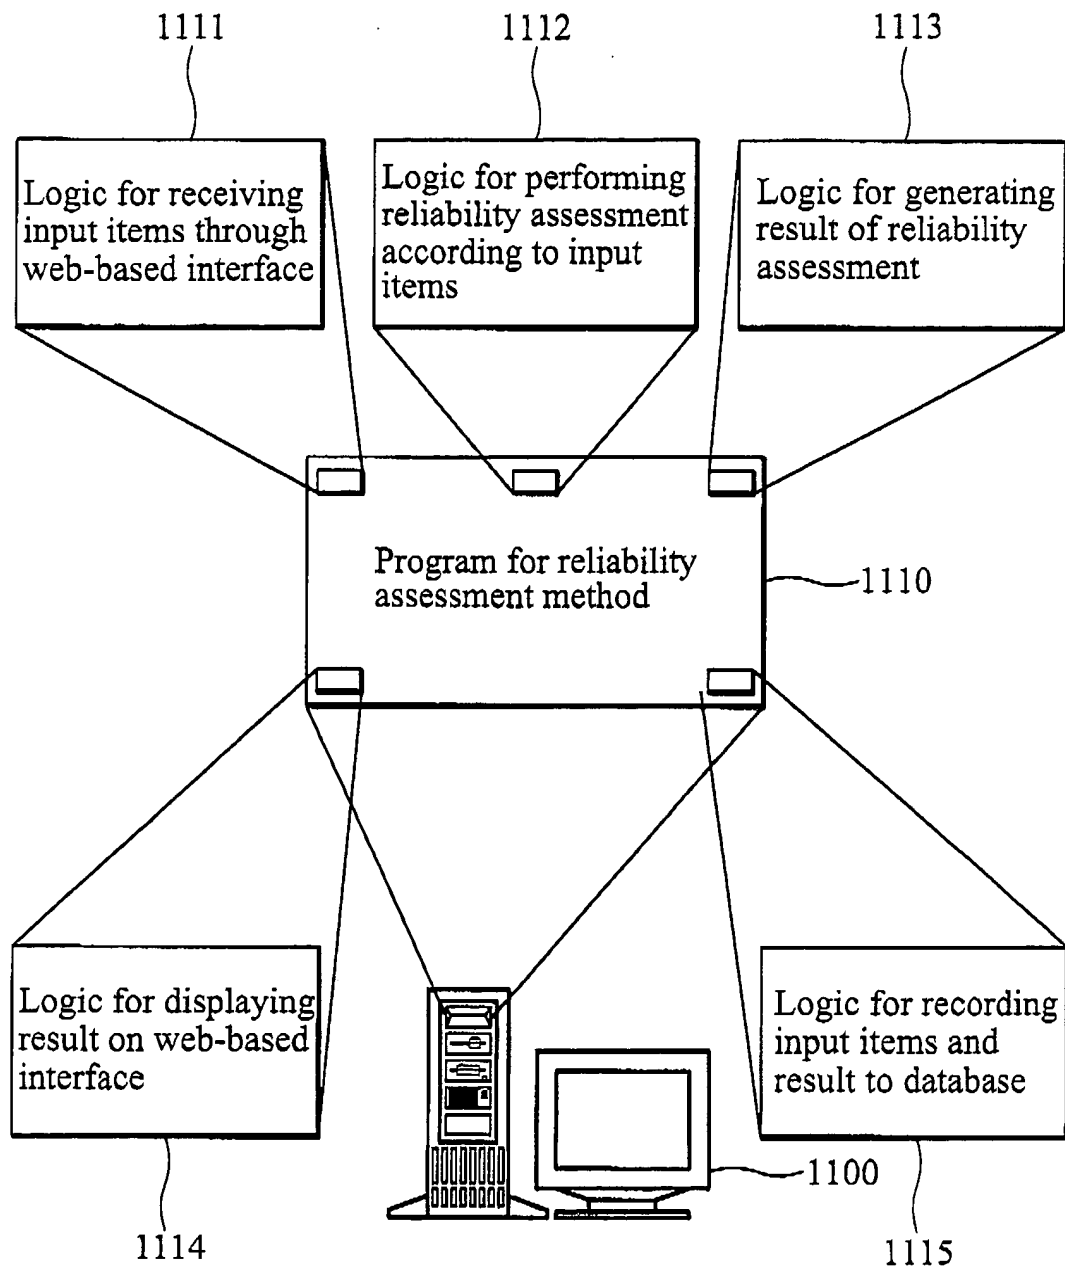 1111
1112
1113
Logic for receiving
input items through
web-based interface
Logic for performing
reliability assessment
according to input
items
Logic for generating
result of reliability
assessment
Program for reliability
assessment method
1110
Logic for displaying
result on web-based
interface
Logic for recording
input items and
result to database
1100
1114
1115